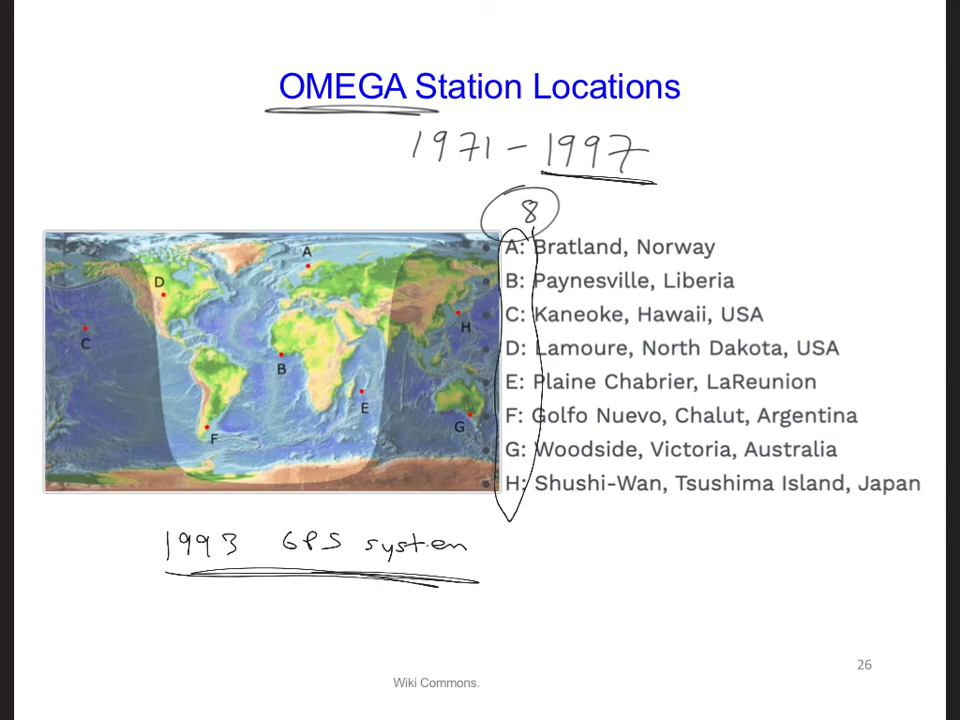 OMEGA Station Locations
1971 - 1997
8
A: Bratland, Norway
B: Paynesville, Liberia
C: Kaneoke, Hawaii, USA
D: Lamoure, North Dakota, USA
E: Plaine Chabrier, LaReunion
F: Golfo Nuevo, Chalut, Argentina
G: Woodside, Victoria, Australia
H: Shushi-Wan, Tsushima Island, Japan
A
D
H
C
B
E
F
G
1993 GPS system
26
Wiki Commons.